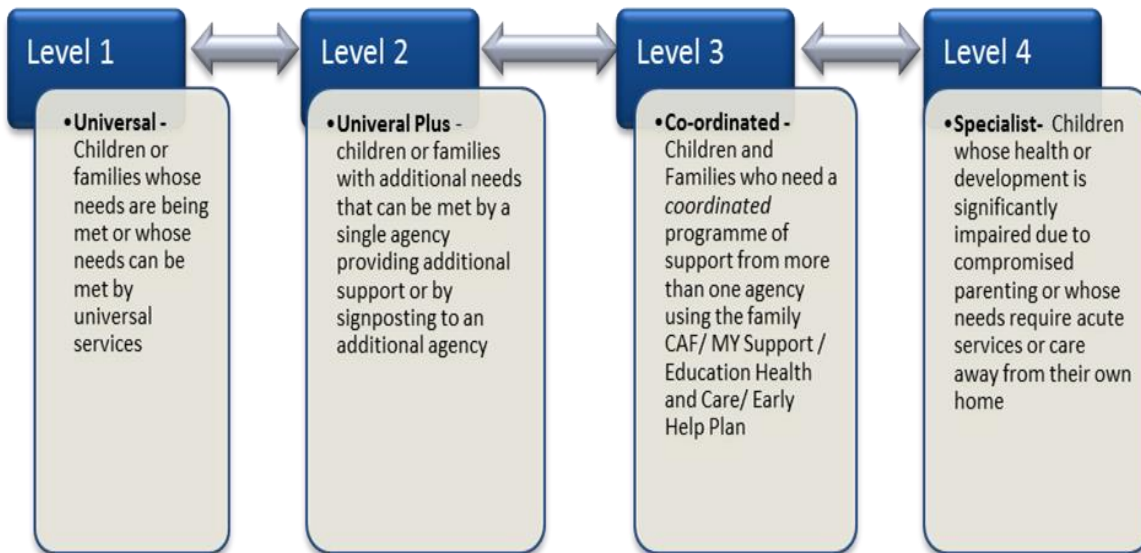 Level 1
•Universal -
Children or
families whose
needs are being
met or whose
needs can be
met by
universal
services
Level 2
•Univeral Plus -
children or families
with additional needs
that can be met by a
single agency
providing additional
support or by
signposting to an
additional agency
Level 3
•Co-ordinated -
Children and
Families who need a
coordinated
programme of
support from more
than one agency
using the family
CAF/ MY Support /
Education Health
and Care/ Early
Help Plan
Level 4
•Specialist- Children
whose health or
development is
significantly
impaired due to
compromised
parenting or whose
needs require acute
services or care
away from their own
home